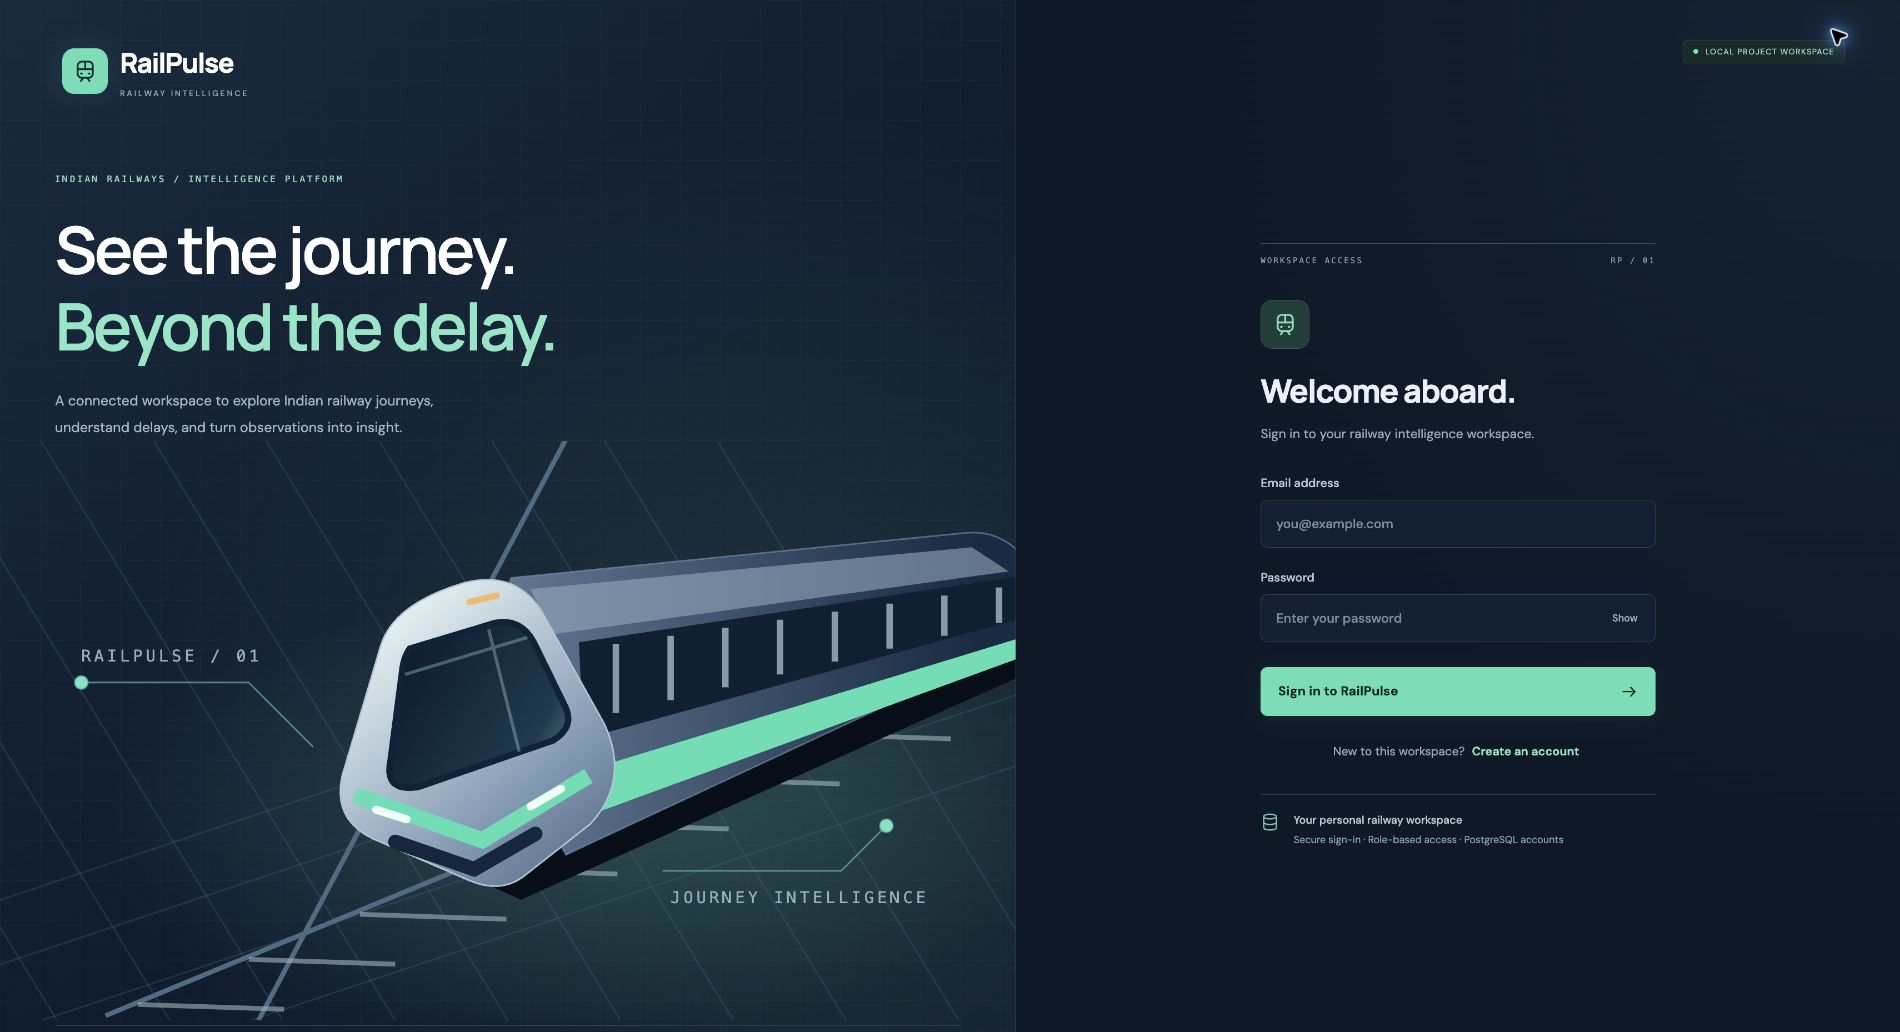 RailPulse
RAILWAY INTELLIGENCE
INDIAN RAILWAYS / INTELLIGENCE PLATFORM
See the journey.
Beyond the delay.
A connected workspace to explore Indian railway journeys,
understand delays, and turn observations into insight.
RAILPULSE / 01
JOURNEY INTELLIGENCE
LOCAL PROJECT WORKSPACE
WORKSPACE ACCESS RP / 01
Welcome aboard.
Sign in to your railway intelligence workspace.
Email address
you@example.com
Password
Enter your password Show
Sign in to RailPulse →
New to this workspace? Create an account
Your personal railway workspace
Secure sign-in · Role-based access · PostgreSQL accounts